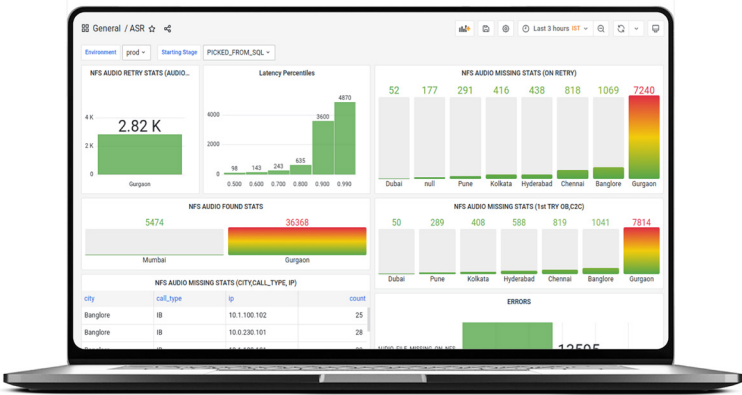 General / ASR
Last 3 hours IST
Environment prod Starting Stage PICKED_FROM_SQL
NFS AUDIO RETRY STATS (AUDIO...
4 K
2.82 K
2 K
0
Gurgaon
Latency Percentiles
4870
4000
3600
2000
635
98 143 243
0
0.500 0.600 0.700 0.800 0.900 0.990
NFS AUDIO MISSING STATS (ON RETRY)
52 177 291 416 438 818 1069 7240
Dubai null Pune Kolkata Hyderabad Chennai Banglore Gurgaon
NFS AUDIO FOUND STATS
5474 36368
Mumbai Gurgaon
NFS AUDIO MISSING STATS (1st TRY OB,C2C)
50 289 408 588 819 1041 7814
Dubai Pune Kolkata Hyderabad Chennai Banglore Gurgaon
NFS AUDIO MISSING STATS (CITY,CALL_TYPE, IP)
city call_type ip count
Banglore IB 10.1.100.102 25
Banglore IB 10.0.230.101 28
ERRORS
AUDIO FILE MISSING ON NFS
13595